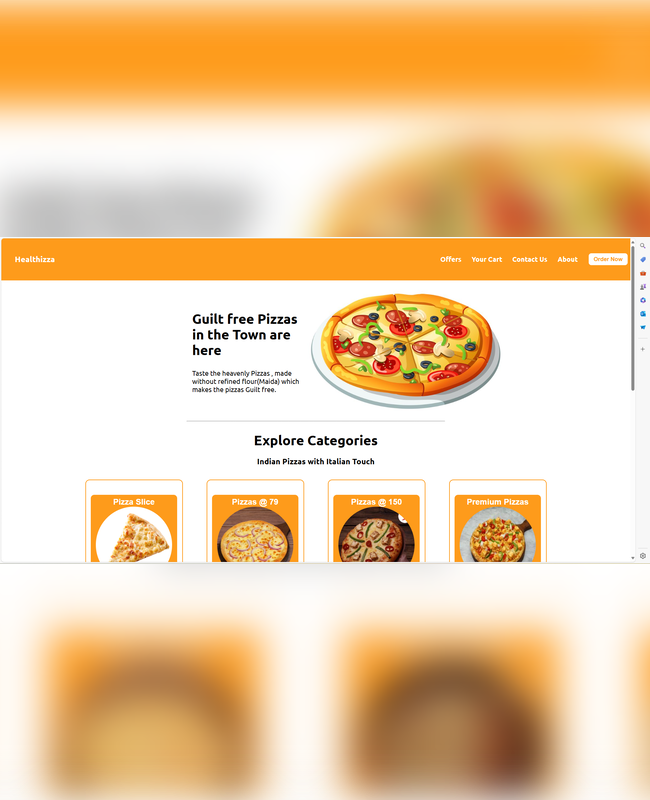 Healthizza
Offers Your Cart Contact Us About Order Now
Guilt free Pizzas
in the Town are
here
Taste the heavenly Pizzas , made
without refined flour(Maida) which
makes the pizzas Guilt free.
Explore Categories
Indian Pizzas with Italian Touch
Pizza Slice Pizzas @ 79 Pizzas @ 150 Premium Pizzas